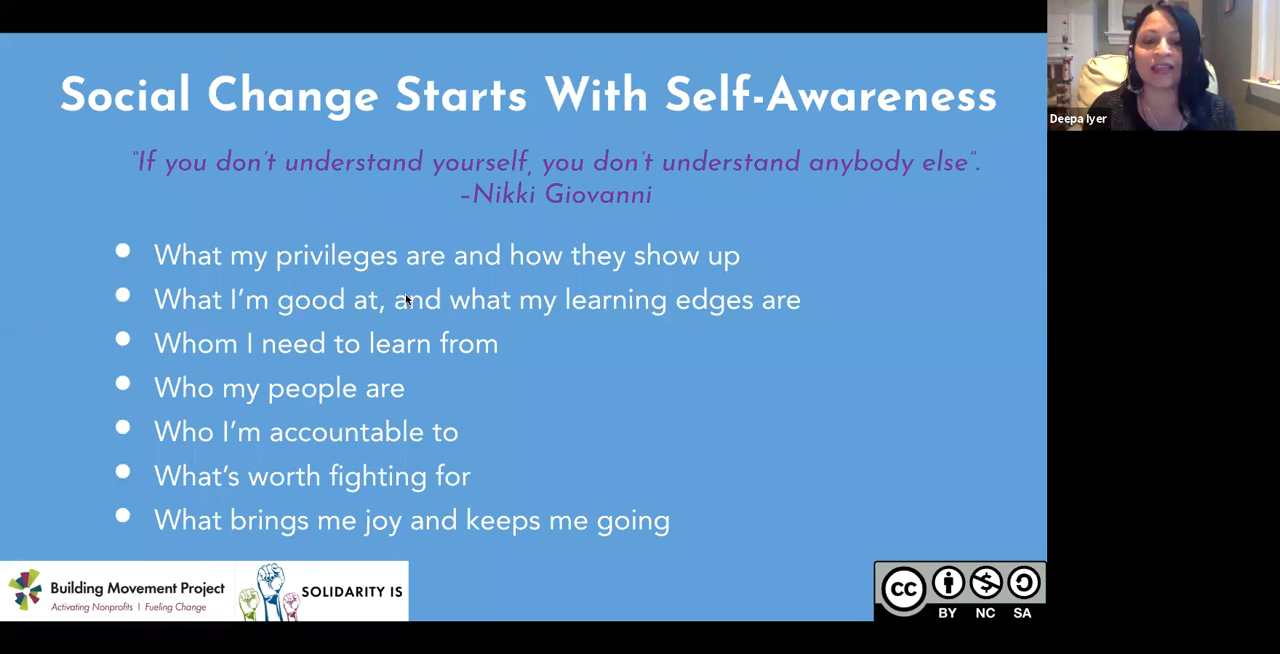 Social Change Starts With Self-Awareness
"If you don't understand yourself, you don't understand anybody else".
–Nikki Giovanni
What my privileges are and how they show up
What I'm good at, and what my learning edges are
Whom I need to learn from
Who my people are
Who I'm accountable to
What's worth fighting for
What brings me joy and keeps me going
Building Movement Project
Activating Nonprofits | Fueling Change
SOLIDARITY IS
cc
BY NC SA
Deepa Iyer